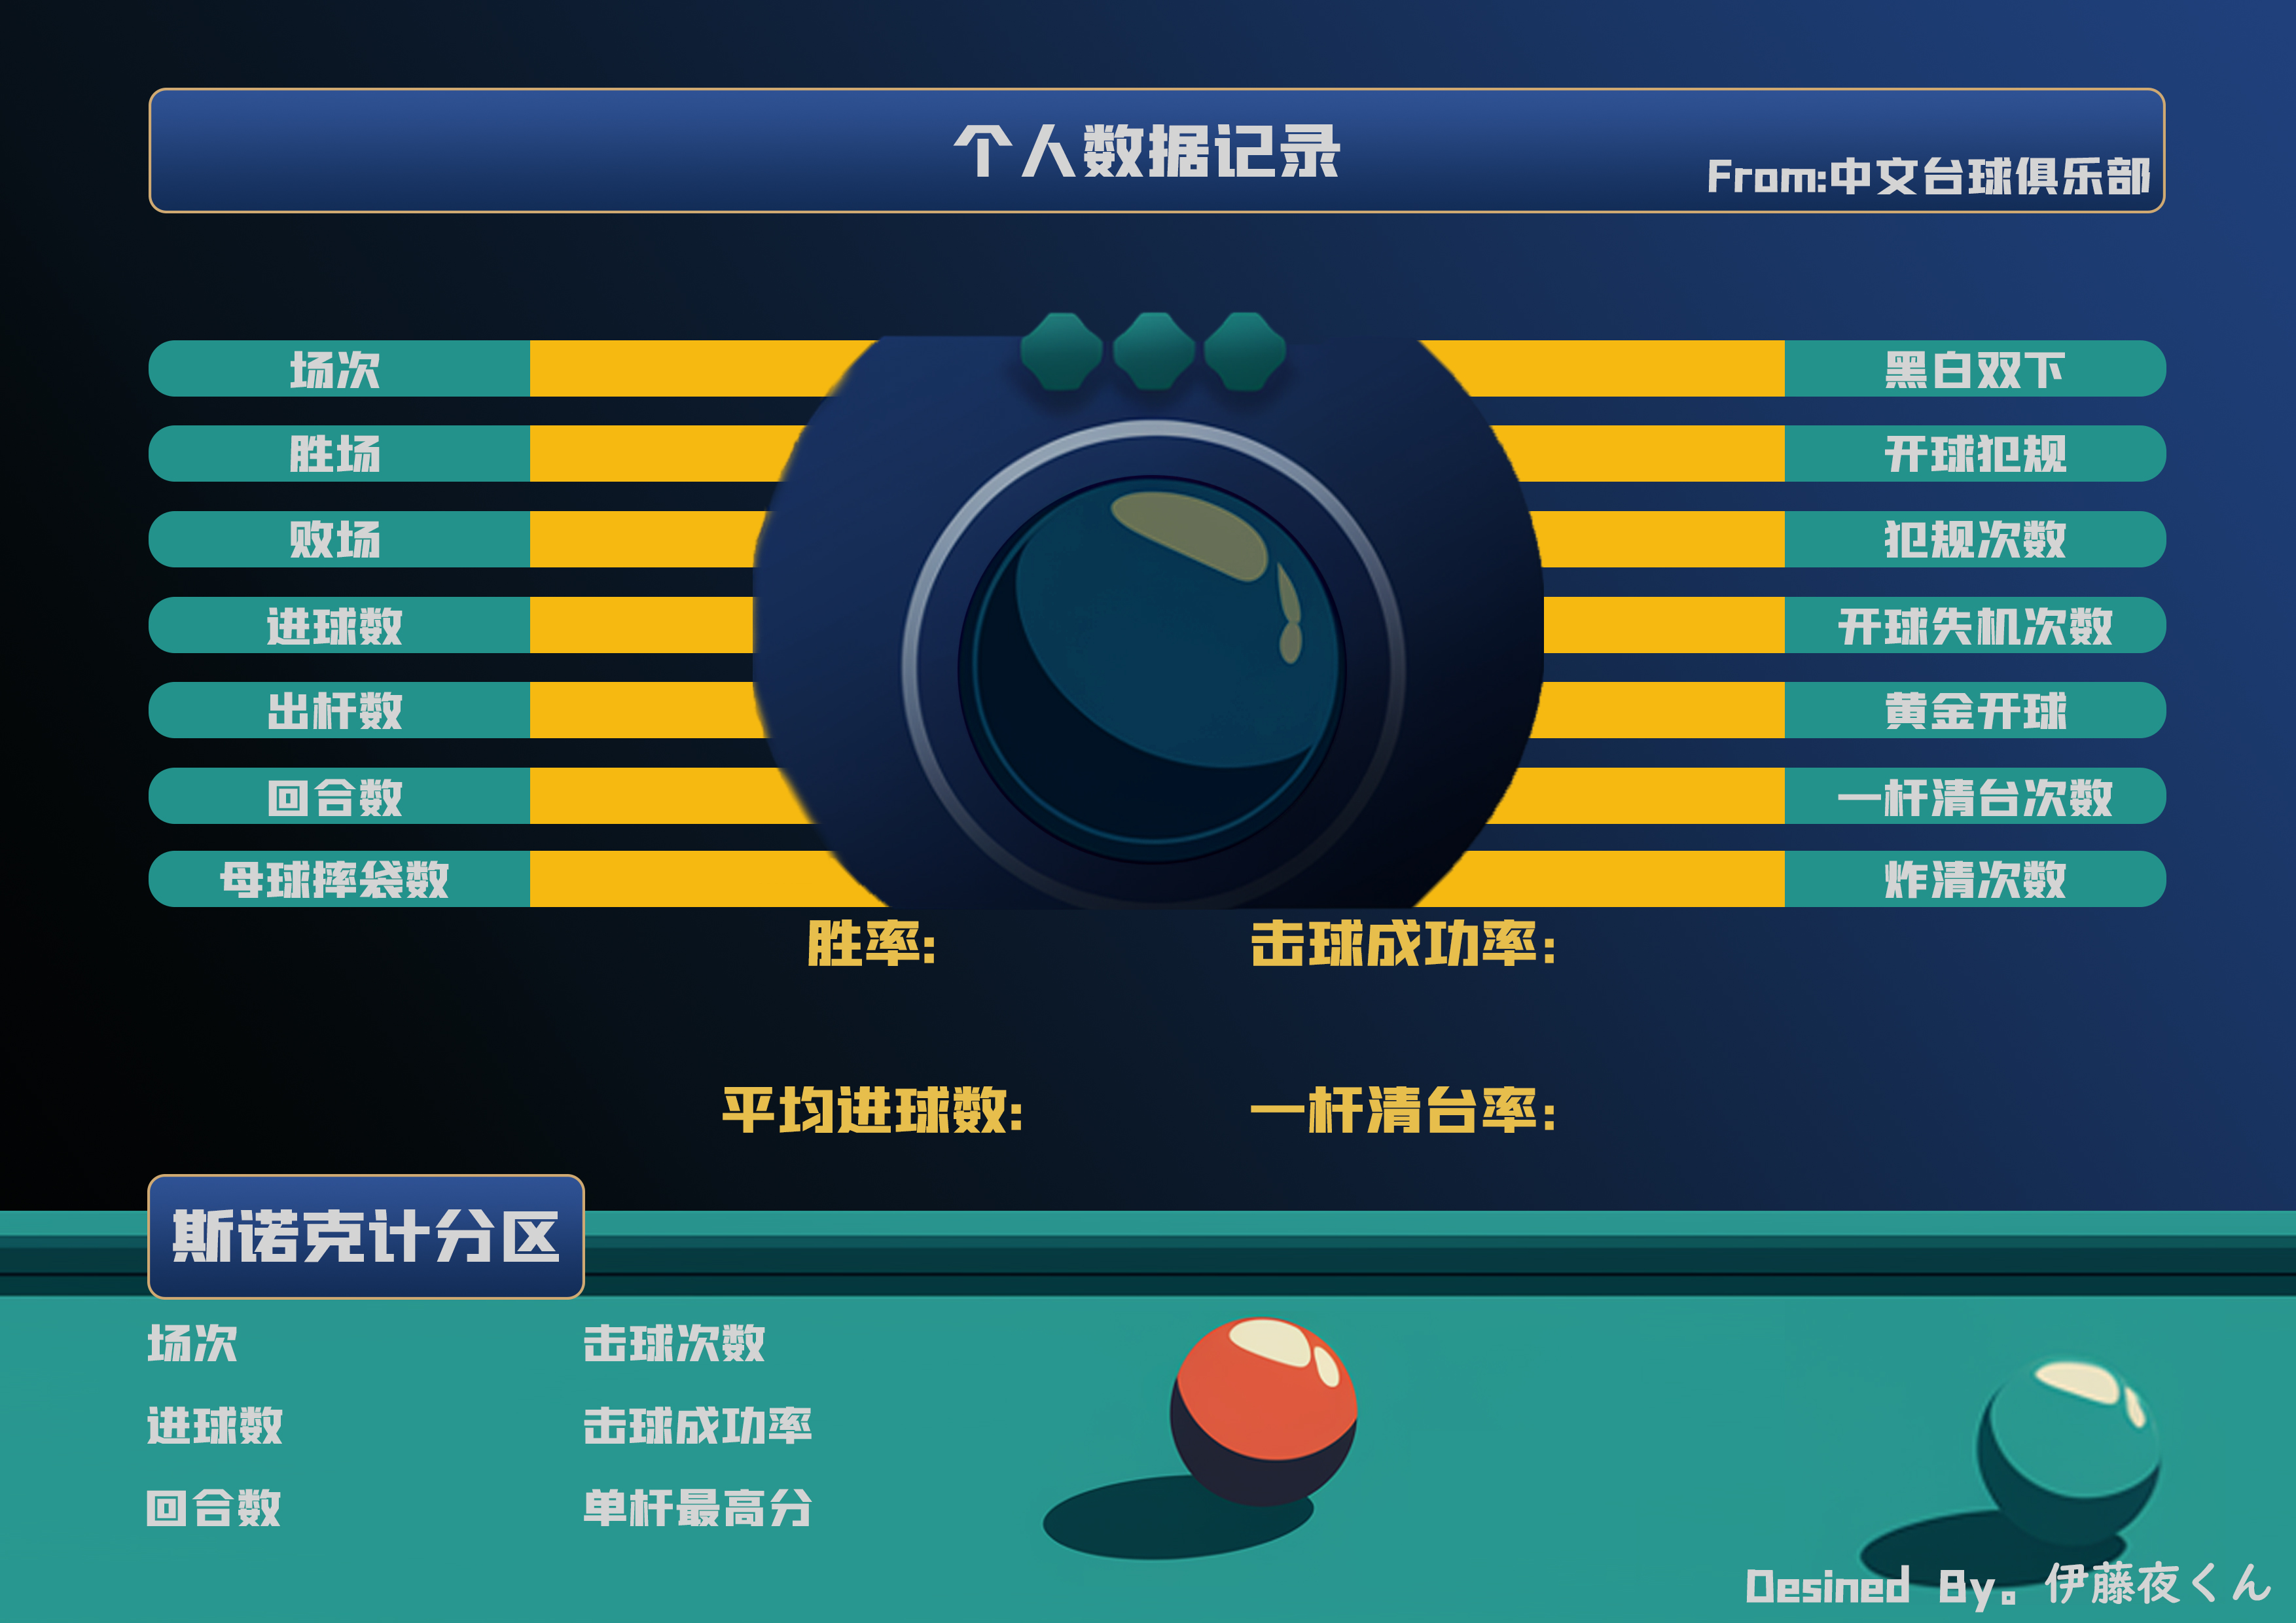 个人数据记录
From:中文台球俱乐部
场次
胜场
败场
进球数
出杆数
回合数
母球摔袋数
黑白双下
开球犯规
犯规次数
开球失机次数
黄金开球
一杆清台次数
炸清次数
胜率:
击球成功率:
平均进球数:
一杆清台率:
斯诺克计分区
场次
击球次数
进球数
击球成功率
回合数
单杆最高分
Desined By. 伊藤夜くん